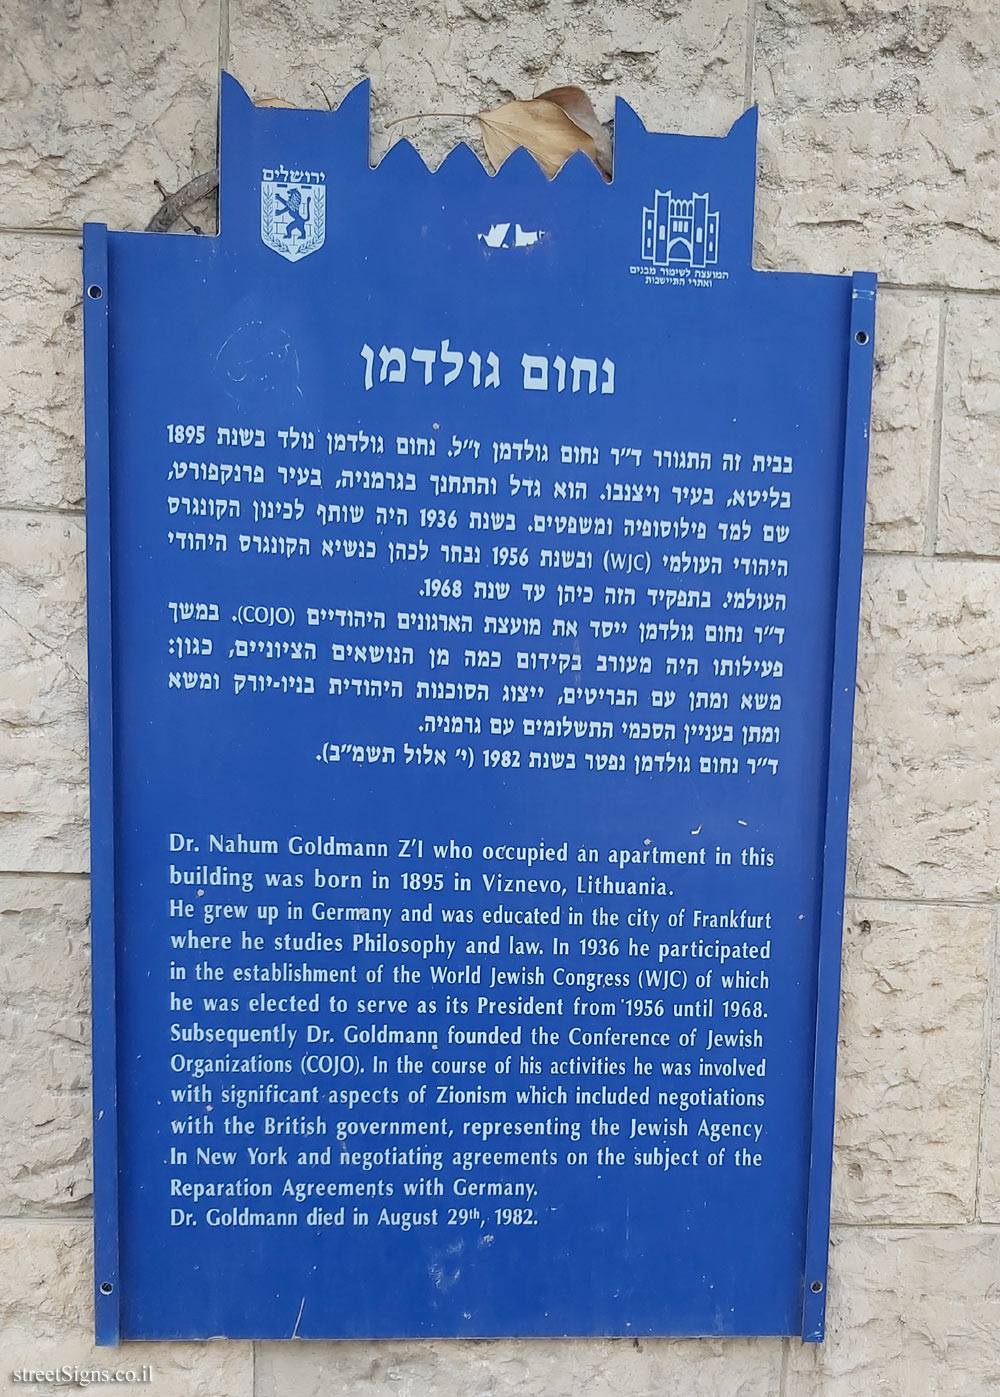 ירושלים
המועצה לשימור מבנים
ואתרי התיישבות
נחום גולדמן
בבית זה התגורר ד״ר נחום גולדמן ז״ל. נחום גולדמן נולד בשנת 1895
בליטא, בעיר ויצנבו. הוא גדל והתחנך בגרמניה, בעיר פרנקפורט,
שם למד פילוסופיה ומשפטים. בשנת 1936 היה שותף לכינון הקונגרס
היהודי העולמי (WJC) ובשנת 1956 נבחר לכהן כנשיא הקונגרס היהודי
העולמי. בתפקיד הזה כיהן עד שנת 1968.
ד״ר נחום גולדמן ייסד את מועצת הארגונים היהודיים (COJO). במשך
פעילותו היה מעורב בקידום כמה מן הנושאים הציוניים, כגון:
משא ומתן עם הבריטים, ייצוג הסוכנות היהודית בניו-יורק ומשא
ומתן בעניין הסכמי התשלומים עם גרמניה.
ד״ר נחום גולדמן נפטר בשנת 1982 (י׳ אלול תשמ״ב).
Dr. Nahum Goldmann Z'l who occupied an apartment in this
building was born in 1895 in Viznevo, Lithuania.
He grew up in Germany and was educated in the city of Frankfurt
where he studies Philosophy and law. In 1936 he participated
in the establishment of the World Jewish Congress (WJC) of which
he was elected to serve as its President from 1956 until 1968.
Subsequently Dr. Goldmann founded the Conference of Jewish
Organizations (COJO). In the course of his activities he was involved
with significant aspects of Zionism which included negotiations
with the British government, representing the Jewish Agency
In New York and negotiating agreements on the subject of the
Reparation Agreements with Germany.
Dr. Goldmann died in August 29th, 1982.
streetSigns.co.il